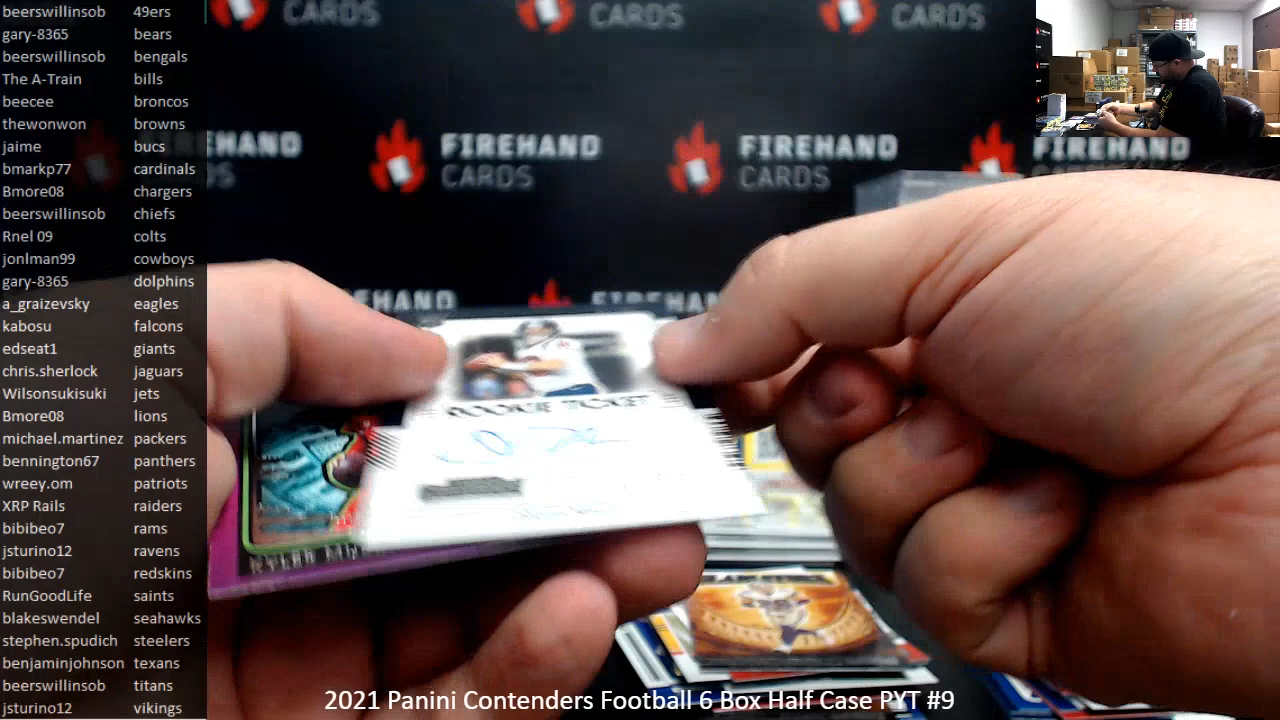 beerswillinsob 49ers
gary-8365 bears
beerswillinsob bengals
The A-Train bills
beecee broncos
thewonwon browns
jaime bucs
bmarkp77 cardinals
Bmore08 chargers
beerswillinsob chiefs
Rnel 09 colts
jonlman99 cowboys
gary-8365 dolphins
a_graizevsky eagles
kabosu falcons
edseat1 giants
chris.sherlock jaguars
Wilsonsukisuki jets
Bmore08 lions
michael.martinez packers
bennington67 panthers
wreey.om patriots
XRP Rails raiders
bibibeo7 rams
jsturino12 ravens
bibibeo7 redskins
RunGoodLife saints
blakeswendel seahawks
stephen.spudich steelers
benjaminjohnson texans
beerswillinsob titans
jsturino12 vikings
CARDS
CARDS
CARDS
FIREHAND
CARDS
FIREHAND
CARDS
FIREHAND
CARDS
FIREHAND
FIREHAND
ROOKIE TICKET
2021 Panini Contenders Football 6 Box Half Case PYT #9